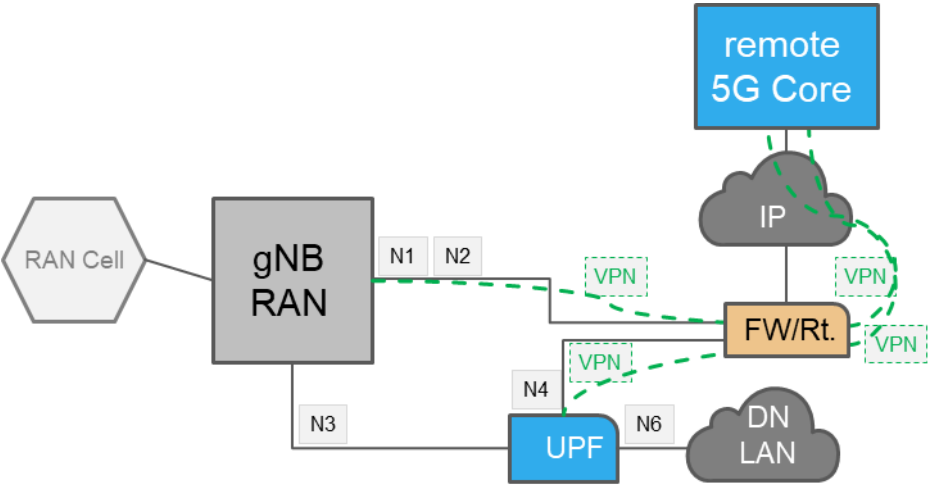 remote
5G Core
IP
RAN Cell
gNB
RAN
N1
N2
VPN
VPN
FW/Rt.
VPN
VPN
N4
N3
UPF
N6
DN
LAN